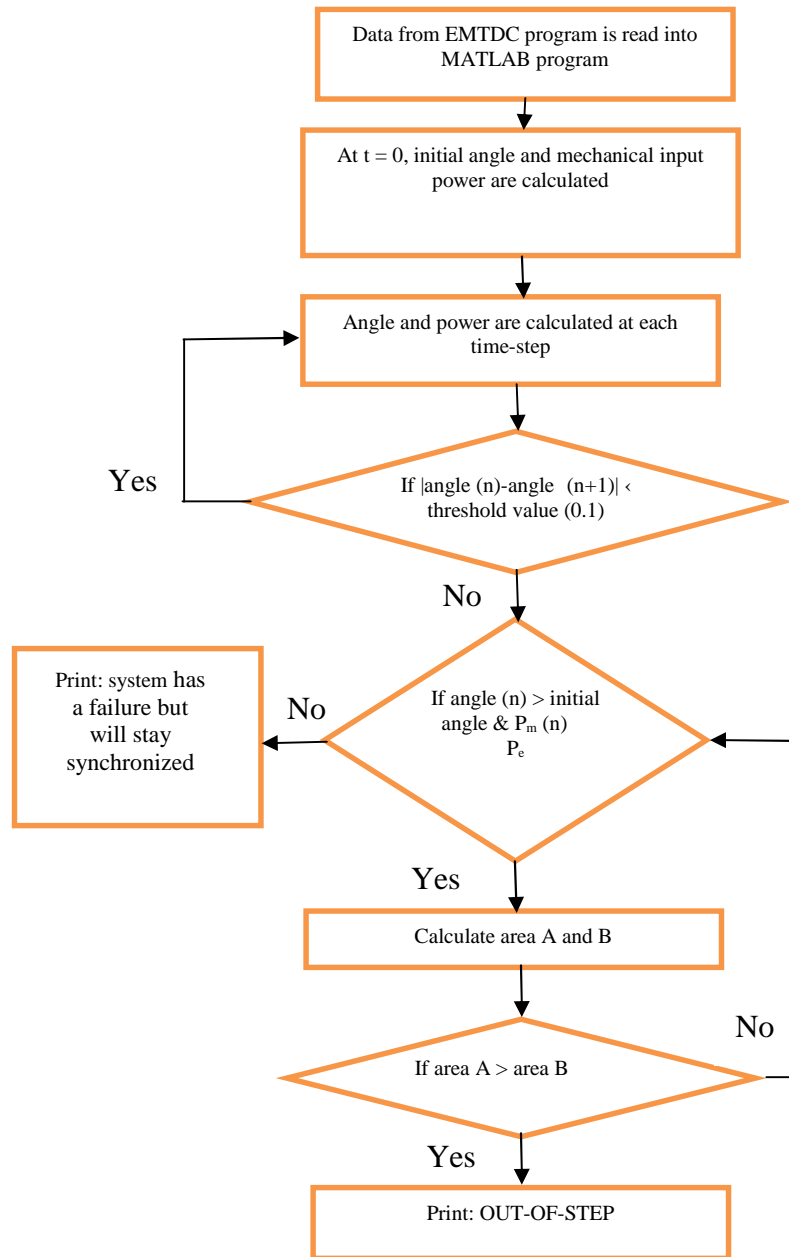 Data from EMTDC program is read into
MATLAB program
At t = 0, initial angle and mechanical input
power are calculated
Angle and power are calculated at each
time-step
Yes
If |angle (n)-angle (n+1)| ‹
threshold value (0.1)
No
Print: system has
a failure but
will stay
synchronized
No
If angle (n) > initial
angle & Pm (n)
Pe
Yes
Calculate area A and B
No
If area A > area B
Yes
Print: OUT-OF-STEP